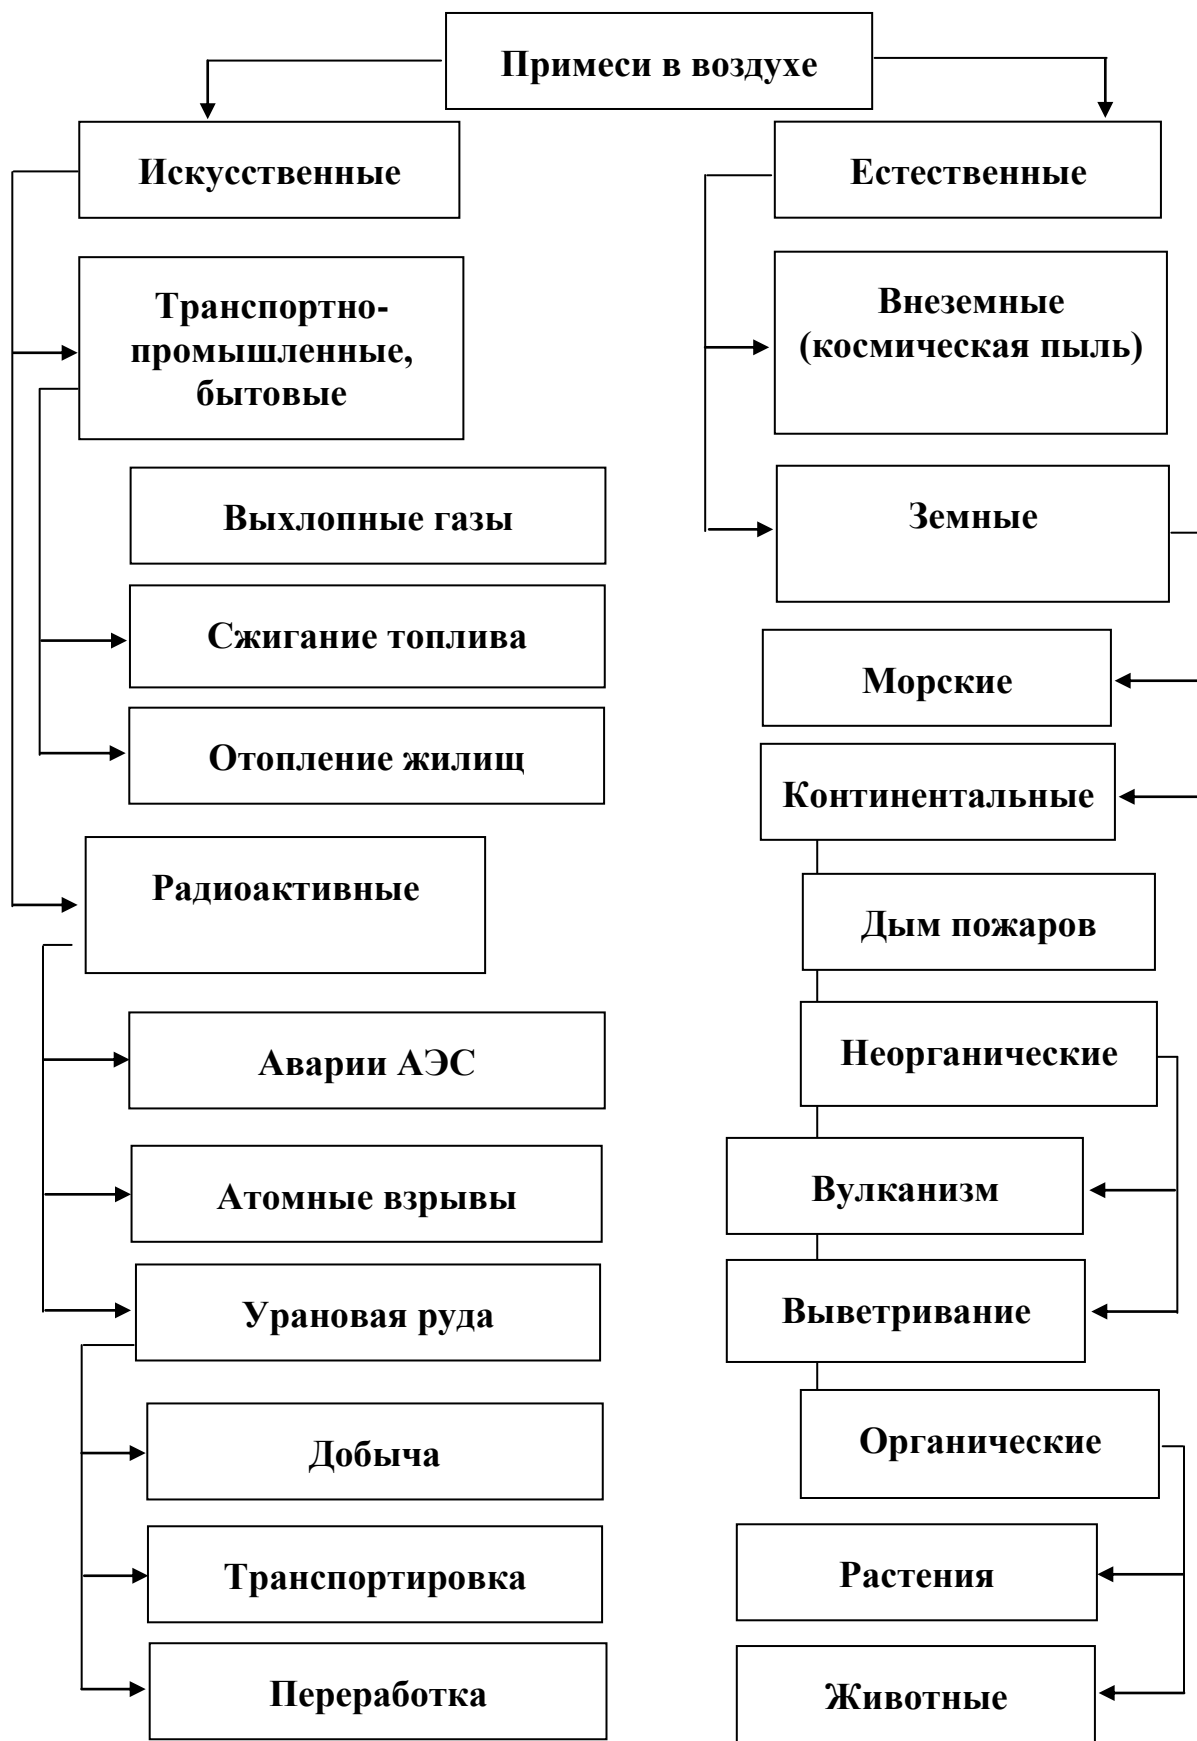 Примеси в воздухе
Искусственные
Естественные
Транспортно-
промышленные,
бытовые
Внеземные
(космическая пыль)
Выхлопные газы
Земные
Сжигание топлива
Морские
Отопление жилищ
Континентальные
Радиоактивные
Дым пожаров
Аварии АЭС
Неорганические
Атомные взрывы
Вулканизм
Урановая руда
Выветривание
Добыча
Органические
Транспортировка
Растения
Переработка
Животные